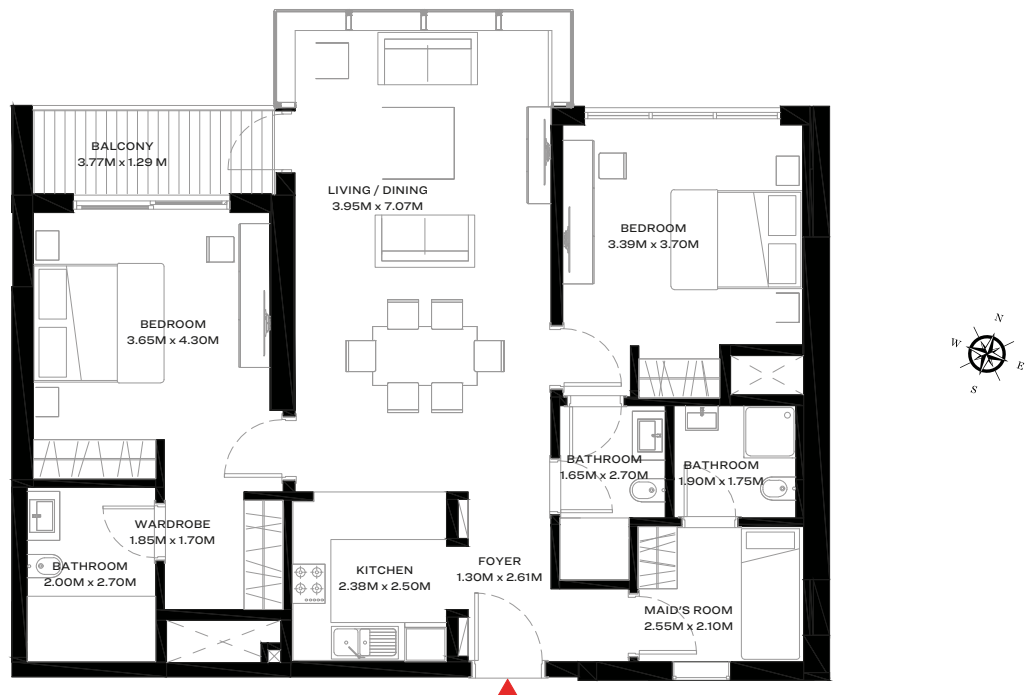 BALCONY
3.77M x 1.29 M
LIVING / DINING
3.95M x 7.07M
BEDROOM
3.39M x 3.70M
BEDROOM
3.65M x 4.30M
N
W
E
S
BATHROOM
1.65M x 2.70M
BATHROOM
1.90M x 1.75M
WARDROBE
1.85M x 1.70M
BATHROOM
2.00M x 2.70M
KITCHEN
2.38M x 2.50M
FOYER
1.30M x 2.61M
MAID'S ROOM
2.55M x 2.10M